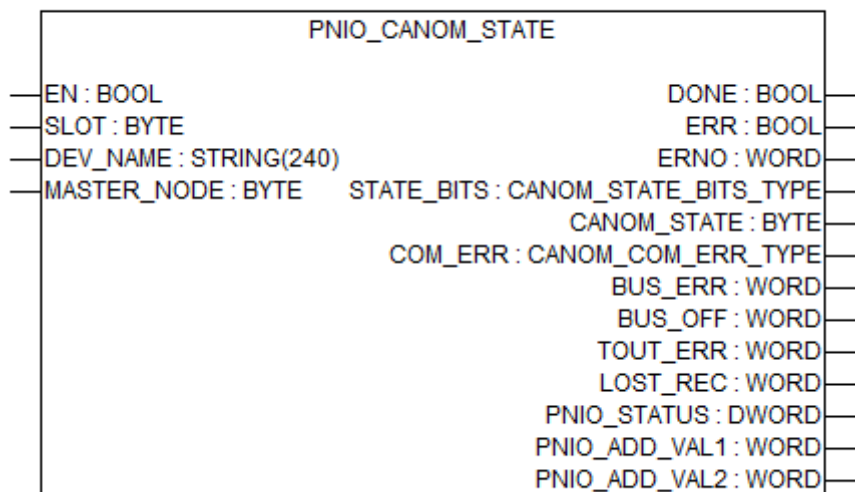 PNIO_CANOM_STATE
EN : BOOL DONE : BOOL
SLOT : BYTE ERR : BOOL
DEV_NAME : STRING(240) ERNO : WORD
MASTER_NODE : BYTE STATE_BITS : CANOM_STATE_BITS_TYPE
CANOM_STATE : BYTE
COM_ERR : CANOM_COM_ERR_TYPE
BUS_ERR : WORD
BUS_OFF : WORD
TOUT_ERR : WORD
LOST_REC : WORD
PNIO_STATUS : DWORD
PNIO_ADD_VAL1 : WORD
PNIO_ADD_VAL2 : WORD